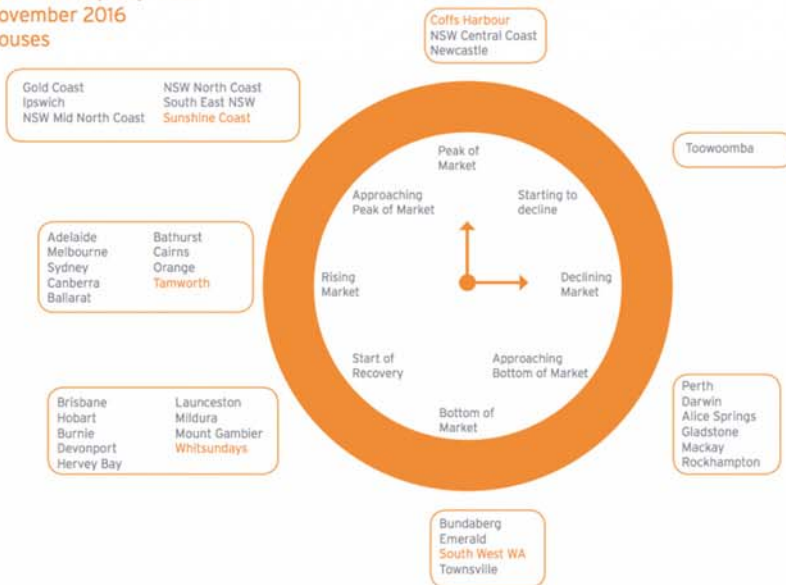 2016
Coffs Harbour
NSW Central Coast
Newcastle
Gold Coast NSW North Coast
Ipswich South East NSW
NSW Mid North Coast Sunshine Coast
Toowoomba
Peak of
Market
Approaching
Peak of Market
Starting to
decline
Adelaide Bathurst
Melbourne Cairns
Sydney Orange
Canberra Tamworth
Ballarat
Rising
Market
Declining
Market
Start of
Recovery
Approaching
Bottom of Market
Bottom of
Market
Brisbane Launceston
Hobart Mildura
Burnie Mount Gambier
Devonport Whitsundays
Hervey Bay
Perth
Darwin
Alice Springs
Gladstone
Mackay
Rockhampton
Bundaberg
Emerald
South West WA
Townsville